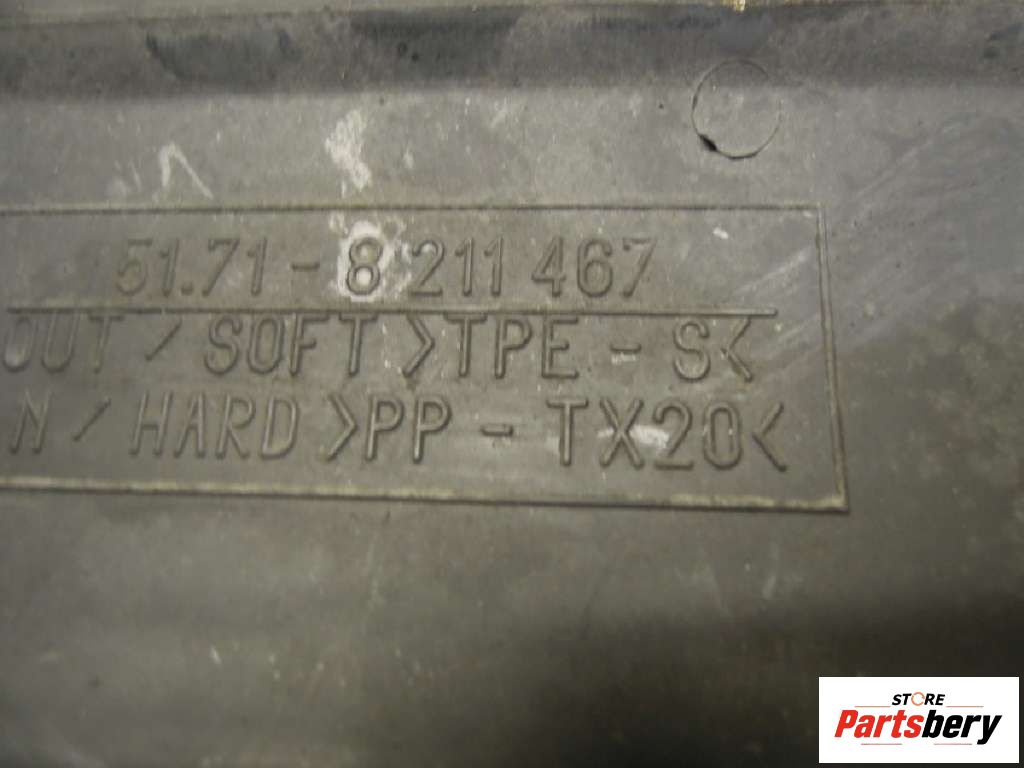 51.71-8 211 467
OUT / SOFT >TPE - S<
N / HARD >PP - TX20<
STORE
Partsbery